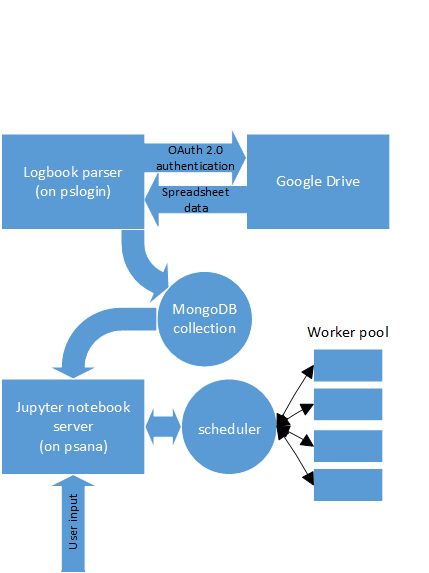 Logbook parser
(on pslogin)
OAuth 2.0
authentication
Spreadsheet
data
Google Drive
MongoDB
collection
Worker pool
Jupyter notebook
server
(on psana)
scheduler
User input